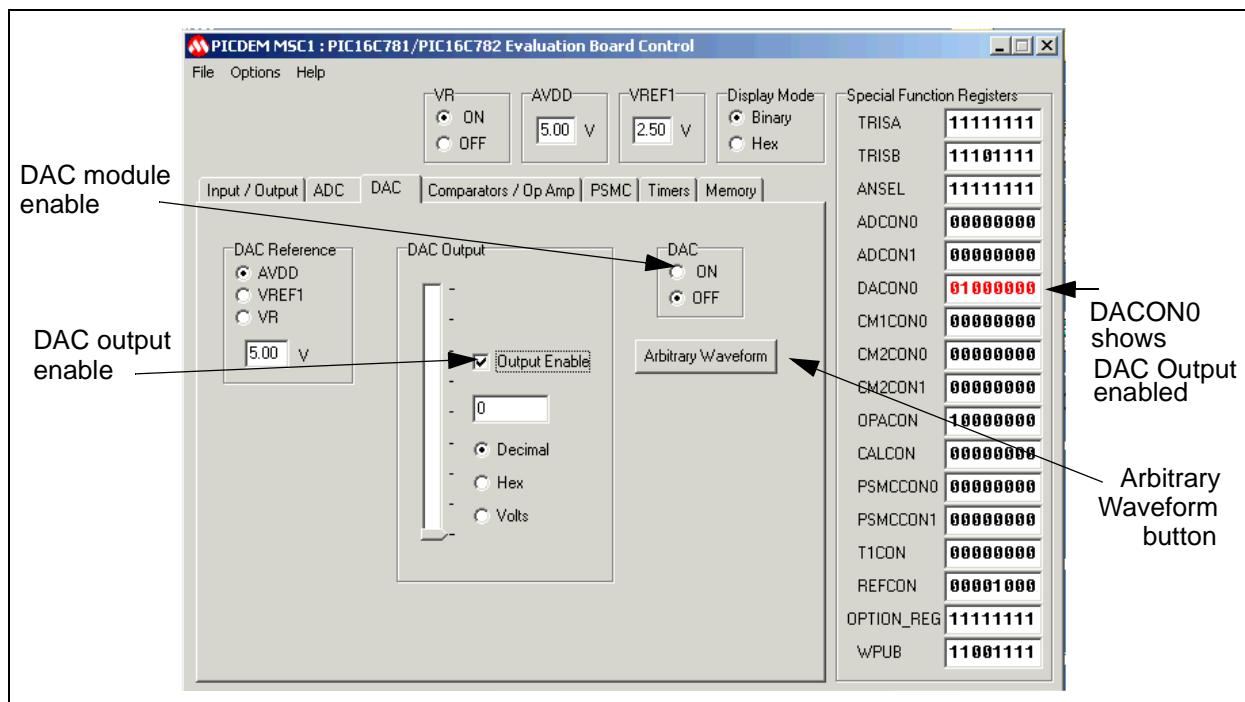 PICDEM MSC1 : PIC16C781/PIC16C782 Evaluation Board Control
File Options Help
VR
ON
OFF
AVDD
5.00 V
VREF1
2.50 V
Display Mode
Binary
Hex
Input / Output ADC DAC Comparators / Op Amp PSMC Timers Memory
DAC Reference
AVDD
VREF1
VR
5.00 V
DAC Output
Output Enable
0
Decimal
Hex
Volts
DAC
ON
OFF
Arbitrary Waveform
Special Function Registers
TRISA 11111111
TRISB 11101111
ANSEL 11111111
ADCON0 00000000
ADCON1 00000000
DACON0 01000000
CM1CON0 00000000
CM2CON0 00000000
CM2CON1 00000000
OPACON 10000000
CALCON 00000000
PSMCCON0 00000000
PSMCCON1 00000000
T1CON 00000000
REFCON 00001000
OPTION_REG 11111111
WPUB 11001111
DAC module
enable
DAC output
enable
DACON0
shows
DAC Output
enabled
Arbitrary
Waveform
button